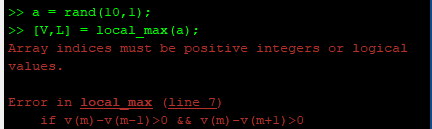 >> a = rand(10,1);
>> [V,L] = local_max(a);
Array indices must be positive integers or logical
values.
Error in local_max (line 7)
if v(m)-v(m-1)>0 && v(m)-v(m+1)>0